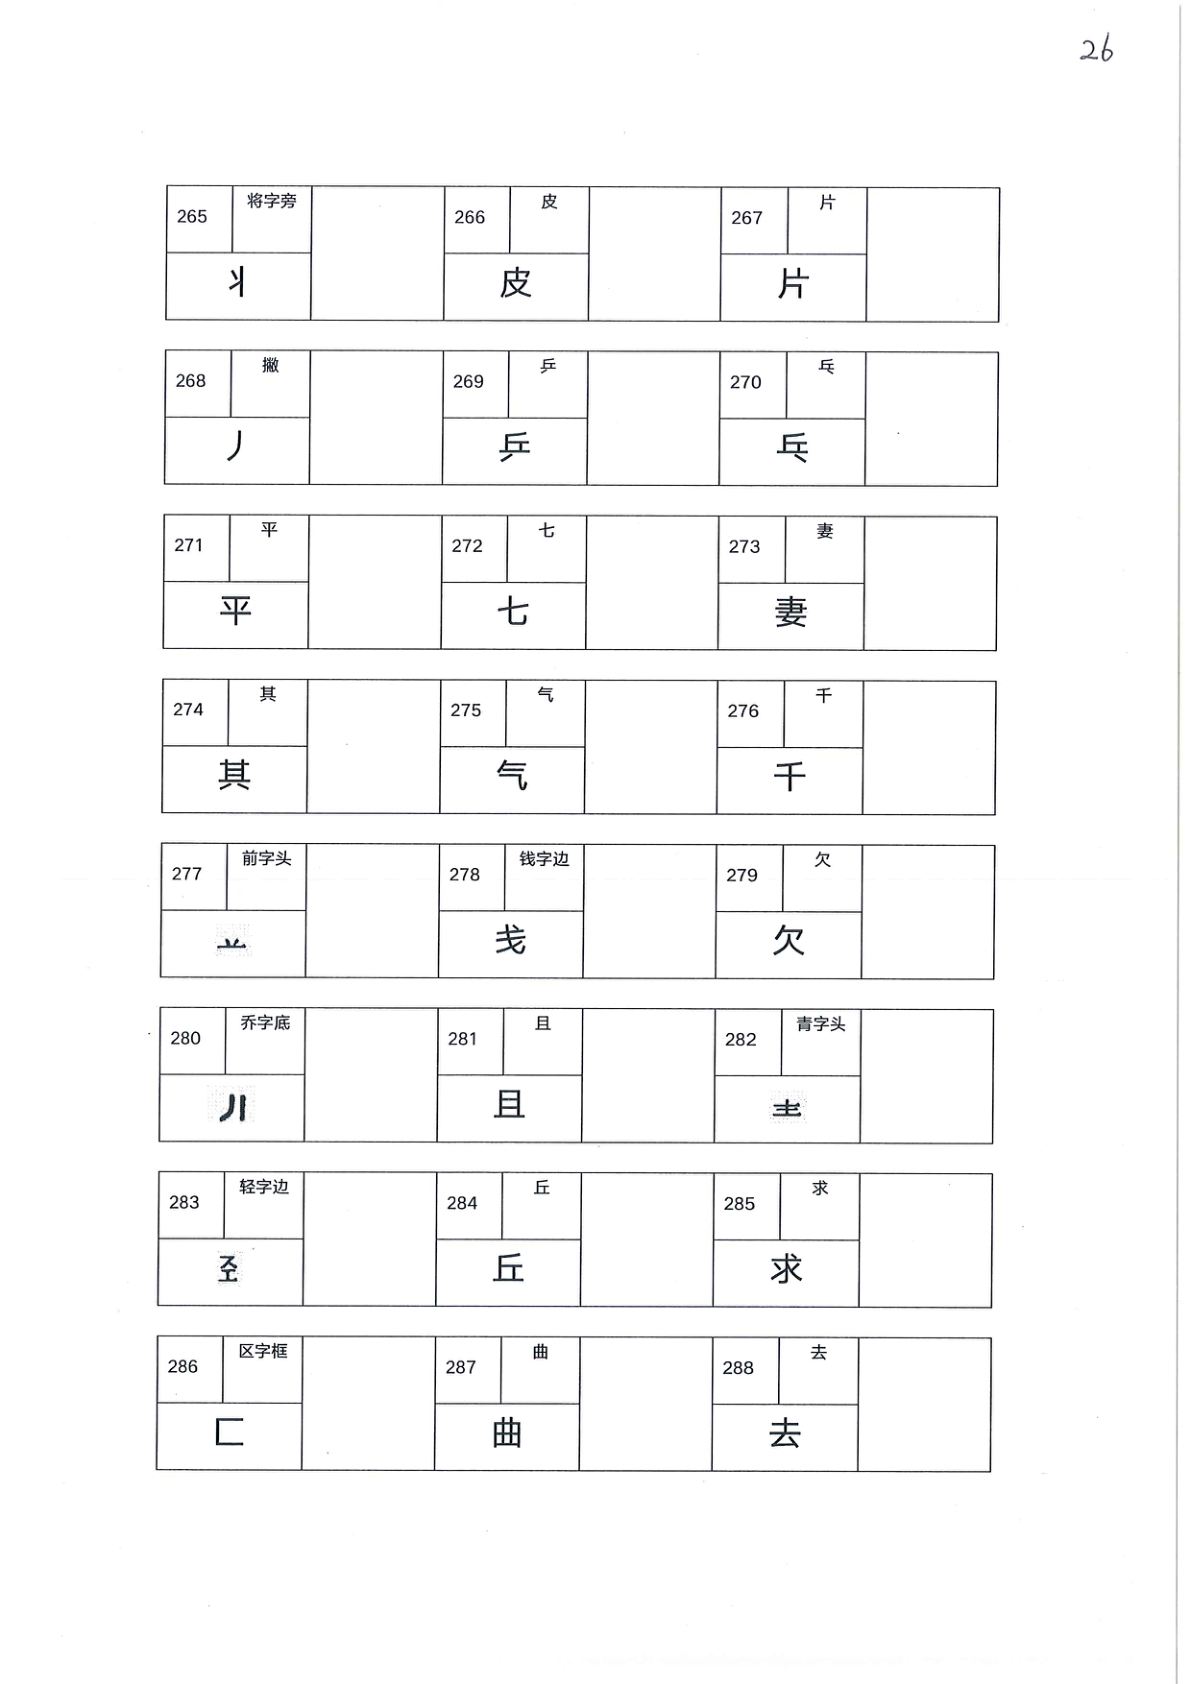 26
265 将字旁 266 皮 267 片
丬 皮 片
268 撇 269 乒 270 乓
丿 乒 乓
271 平 272 七 273 妻
平 七 妻
274 其 275 气 276 千
其 气 千
277 前字头 278 钱字边 279 欠
䒑 戋 欠
280 乔字底 281 且 282 青字头
丿丨 且 龶
283 轻字边 284 丘 285 求
𢀖 丘 求
286 区字框 287 曲 288 去
匚 曲 去